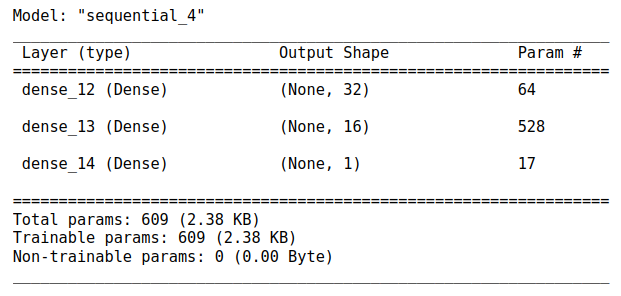 Model: "sequential_4"
_________________________________________________________________
Layer (type) Output Shape Param #
=================================================================
dense_12 (Dense) (None, 32) 64
dense_13 (Dense) (None, 16) 528
dense_14 (Dense) (None, 1) 17
=================================================================
Total params: 609 (2.38 KB)
Trainable params: 609 (2.38 KB)
Non-trainable params: 0 (0.00 Byte)
_________________________________________________________________